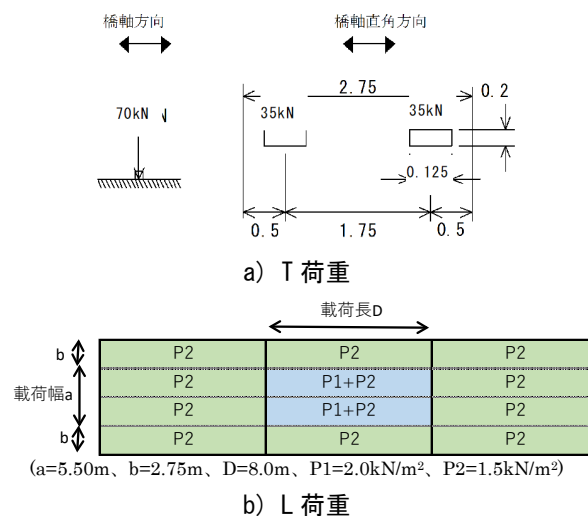 橋軸方向 橋軸直角方向
2.75
70kN 35kN 35kN 0.2
0.125
0.5 1.75 0.5
a) T 荷重
載荷長D
b P2 P2 P2
載荷幅a P2 P1+P2 P2
P2 P1+P2 P2
b P2 P2 P2
(a=5.50m、b=2.75m、D=8.0m、P1=2.0kN/m²、P2=1.5kN/m²)
b) L 荷重